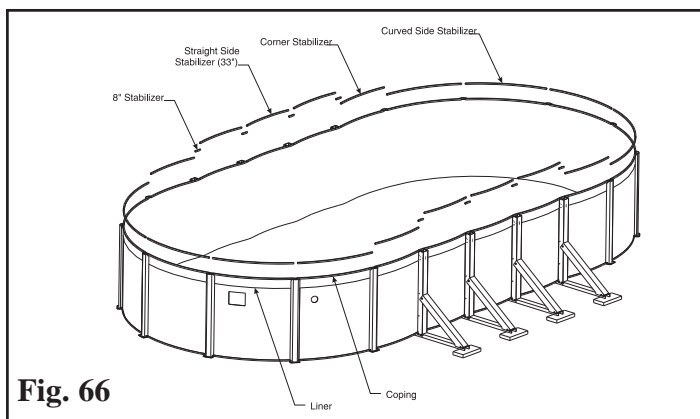 Curved Side Stabilizer
Corner Stabilizer
Straight Side
Stabilizer (33")
8" Stabilizer
Fig. 66
Liner
Coping